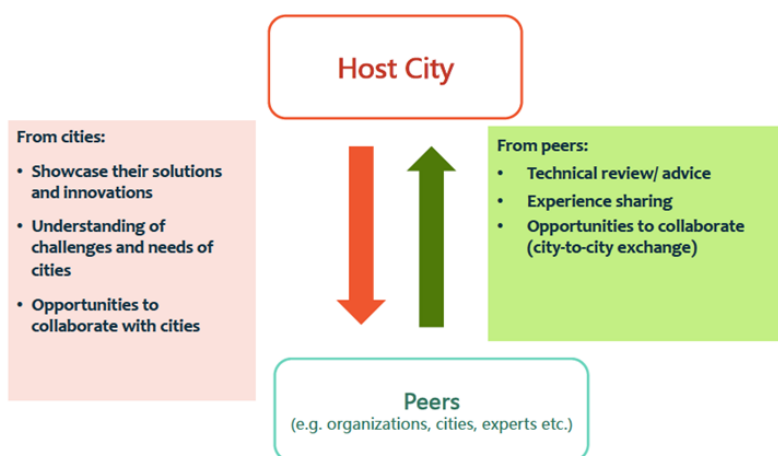 Host City
From cities:
• Showcase their solutions
and innovations
• Understanding of
challenges and needs of
cities
• Opportunities to
collaborate with cities
From peers:
• Technical review/ advice
• Experience sharing
• Opportunities to collaborate
(city-to-city exchange)
Peers
(e.g. organizations, cities, experts etc.)